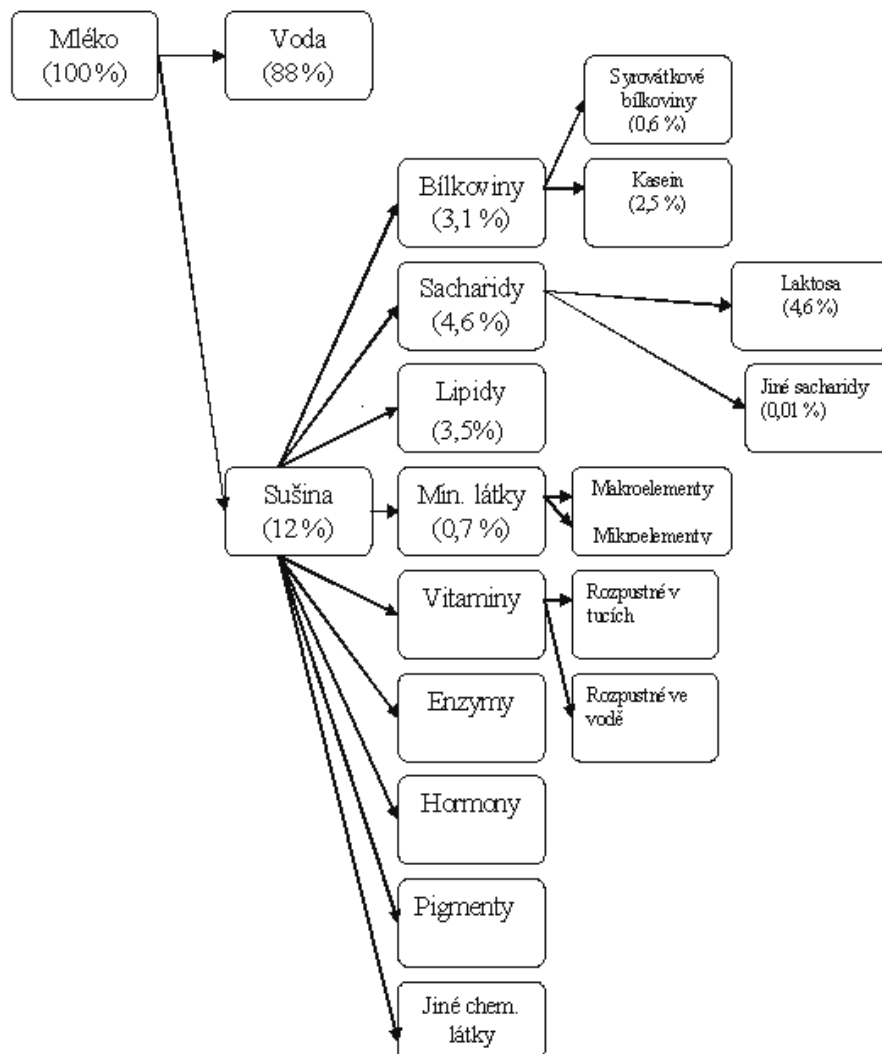 Mléko
(100 %)
Voda
(88%)
Syrovátkové
bílkoviny
(0,6 %)
Bílkoviny
(3,1 %)
Kasein
(2,5 %)
Sacharidy
(4,6 %)
Laktosa
(4,6%)
Jiné sacharidy
(0,01 %)
Lipidy
(3,5%)
Sušina
(12 %)
Min. látky
(0,7 %)
Makroelementy
Mikroelementy
Vitaminy
Rozpustné v
tucích
Rozpustné ve
vodě
Enzymy
Hormony
Pigmenty
Jiné chem.
látky